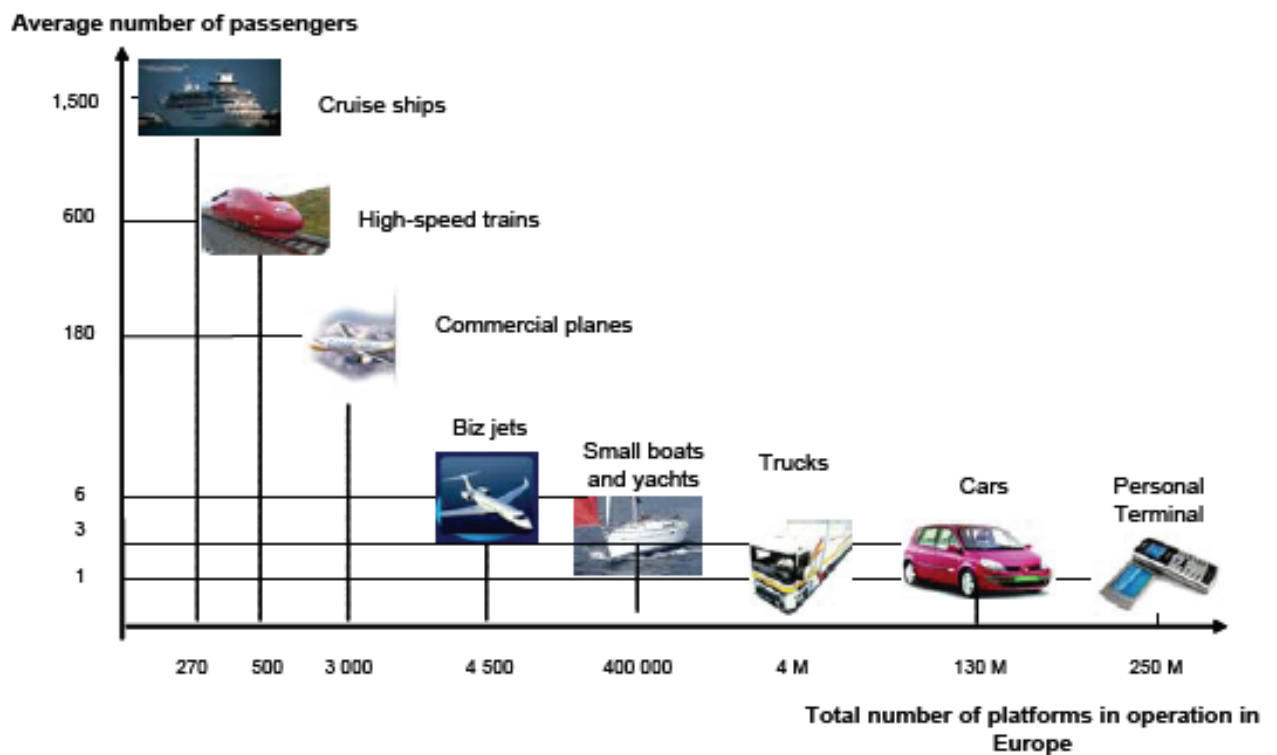 Average number of passengers
1,500
Cruise ships
600
High-speed trains
180
Commercial planes
Biz jets
Small boats
and yachts
Trucks
Cars
Personal
Terminal
6
3
1
270
500
3 000
4 500
400 000
4 M
130 M
250 M
Total number of platforms in operation in
Europe